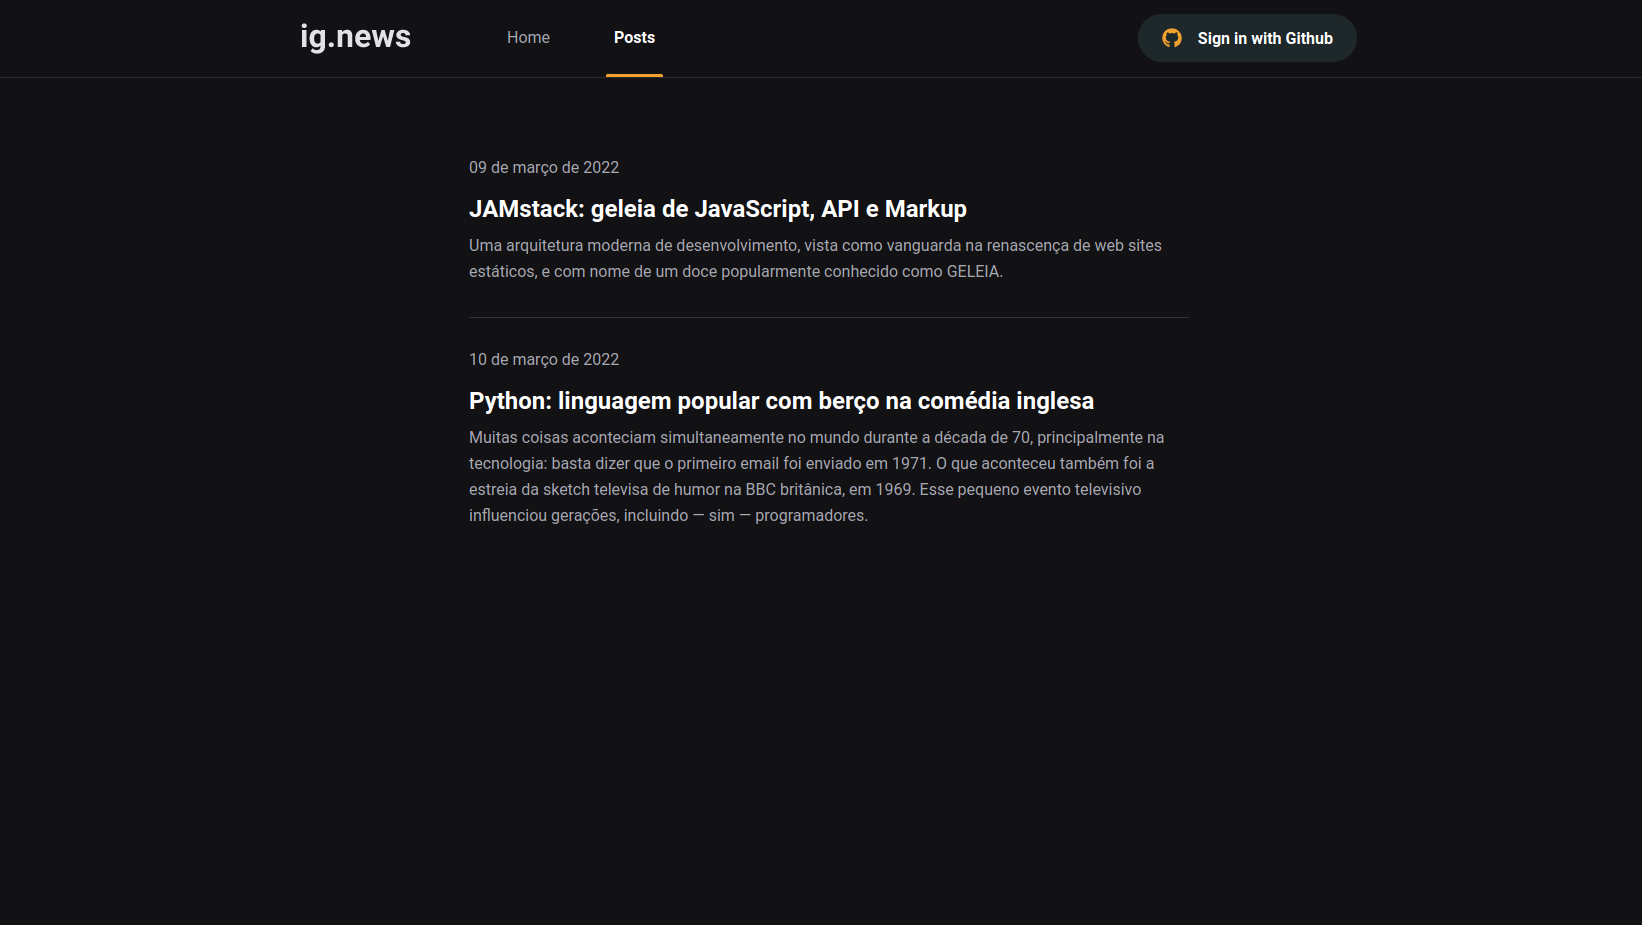 ig.news
Home
Posts
Sign in with Github
09 de março de 2022
JAMstack: geleia de JavaScript, API e Markup
Uma arquitetura moderna de desenvolvimento, vista como vanguarda na renascença de web sites
estáticos, e com nome de um doce popularmente conhecido como GELEIA.
10 de março de 2022
Python: linguagem popular com berço na comédia inglesa
Muitas coisas aconteciam simultaneamente no mundo durante a década de 70, principalmente na
tecnologia: basta dizer que o primeiro email foi enviado em 1971. O que aconteceu também foi a
estreia da sketch televisa de humor na BBC britânica, em 1969. Esse pequeno evento televisivo
influenciou gerações, incluindo — sim — programadores.